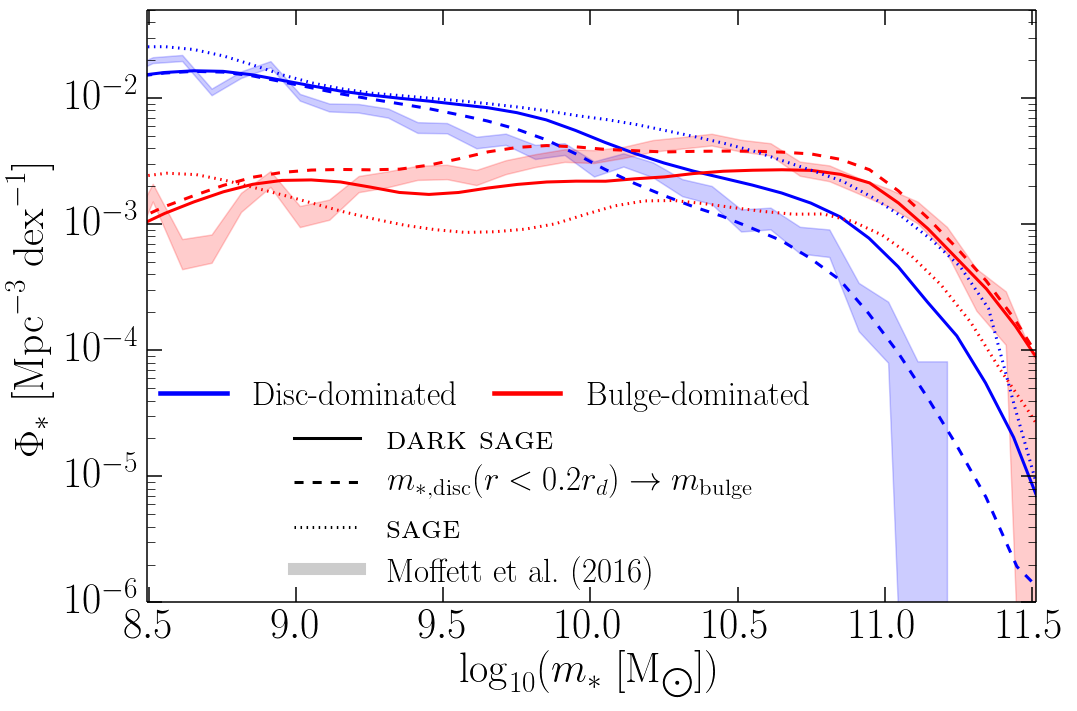 Φ* [Mpc⁻³ dex⁻¹]
10⁻²
10⁻³
10⁻⁴
10⁻⁵
10⁻⁶
Disc-dominated Bulge-dominated
DARK SAGE
m*,disc(r < 0.2r_d) → m_bulge
SAGE
Moffett et al. (2016)
8.5 9.0 9.5 10.0 10.5 11.0 11.5
log₁₀(m* [M⨀])